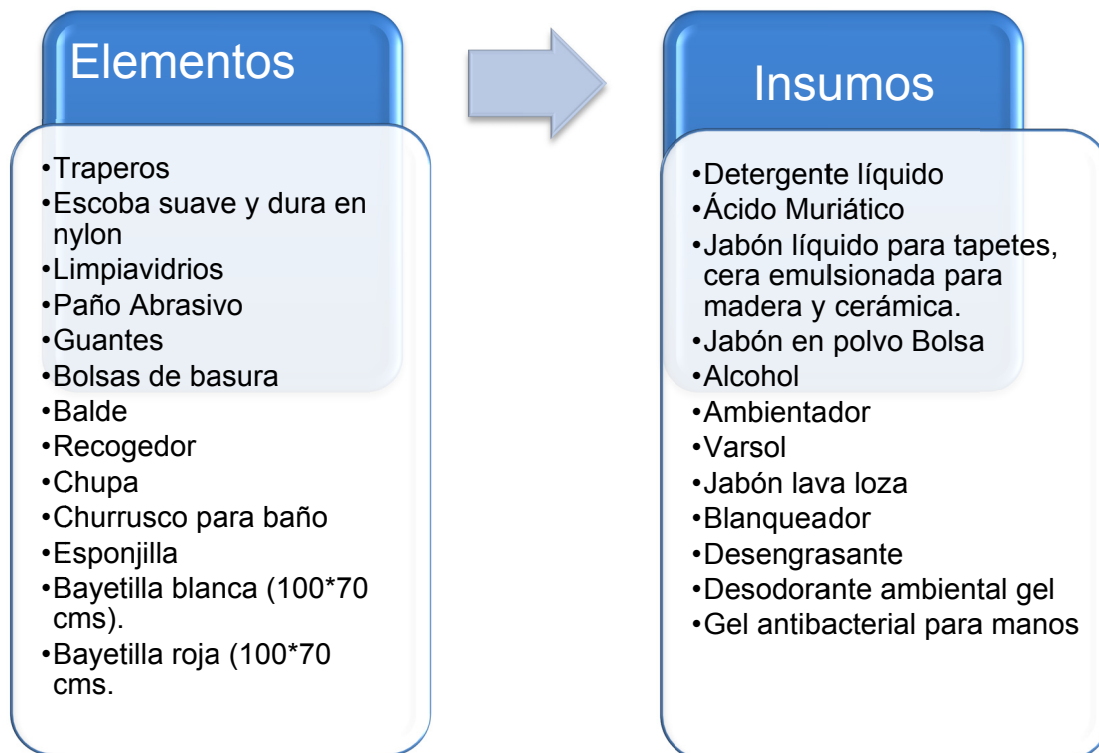 Elementos
•Traperos
•Escoba suave y dura en
nylon
•Limpiavidrios
•Paño Abrasivo
•Guantes
•Bolsas de basura
•Balde
•Recogedor
•Chupa
•Churrusco para baño
•Esponjilla
•Bayetilla blanca (100*70
cms).
•Bayetilla roja (100*70
cms.
Insumos
•Detergente líquido
•Ácido Muriático
•Jabón líquido para tapetes,
cera emulsionada para
madera y cerámica.
•Jabón en polvo Bolsa
•Alcohol
•Ambientador
•Varsol
•Jabón lava loza
•Blanqueador
•Desengrasante
•Desodorante ambiental gel
•Gel antibacterial para manos